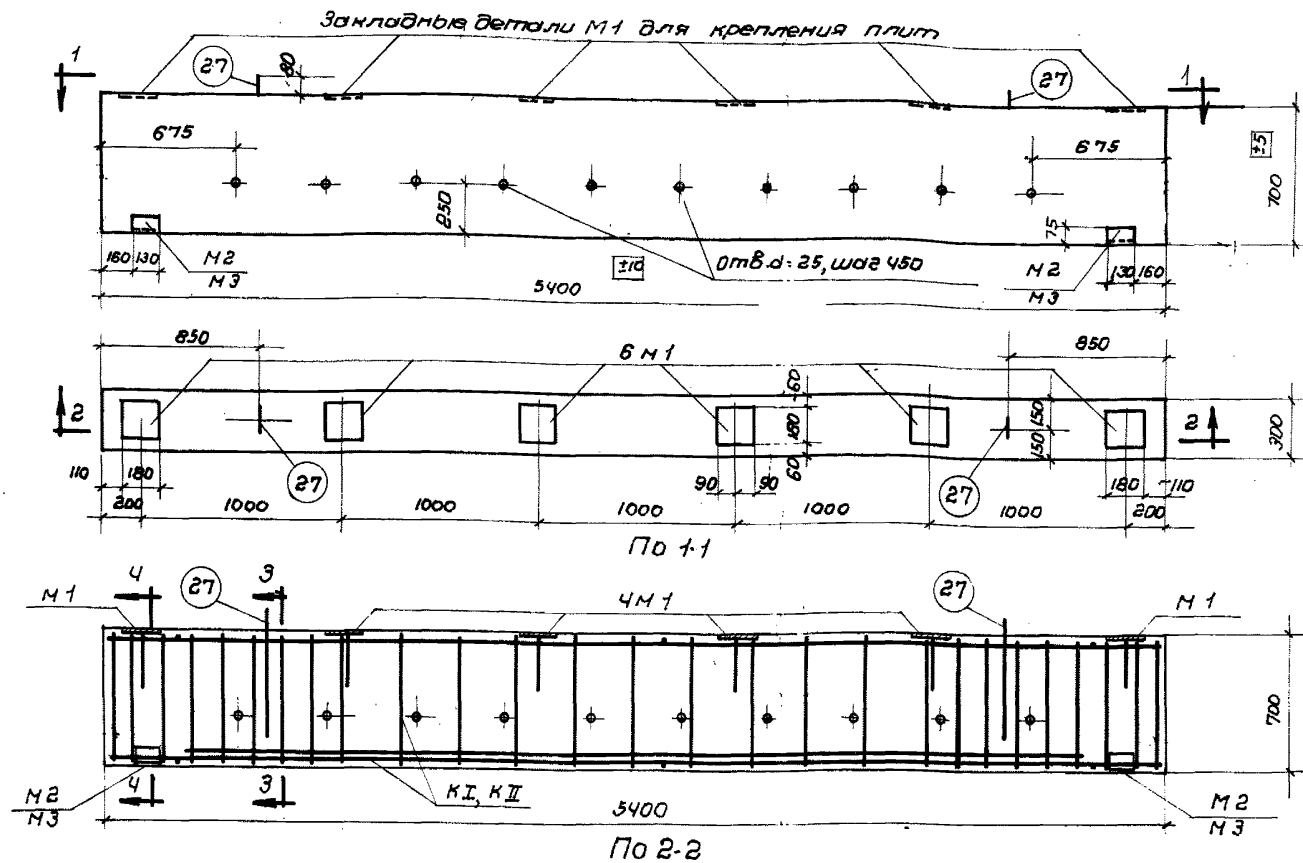 Закладные детали М1 для крепления плит
1
27
80
27
1
675
675
±5
250
700
75
160 130
М2
М3
±10
отв.d=25, шаг 450
М2
М3
130 160
5400
850
6 М1
850
60
2
180
150
150
300
2
60
110
180
27
90
90
27
180
110
200
1000
1000
1000
1000
1000
200
По 1-1
4
27
3
27
М1
4М1
М1
700
4
3
М2
М3
КI, КII
М2
М3
5400
По 2-2